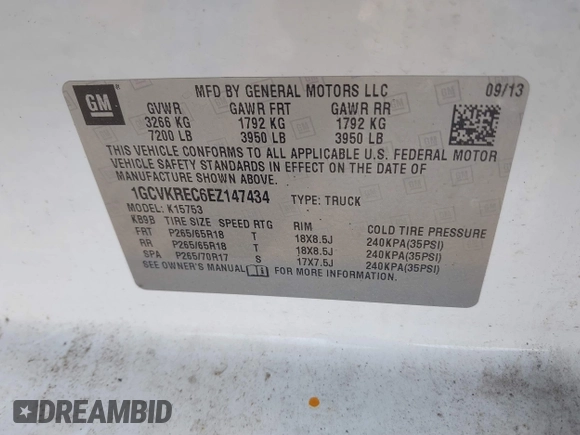 GM
MFD BY GENERAL MOTORS LLC 09/13
GVWR GAWR FRT GAWR RR
3266 KG 1792 KG 1792 KG
7200 LB 3950 LB 3950 LB
THIS VEHICLE CONFORMS TO ALL APPLICABLE U.S. FEDERAL MOTOR
VEHICLE SAFETY STANDARDS IN EFFECT ON THE DATE OF
MANUFACTURE SHOWN ABOVE.
1GCVKREC6EZ147434 TYPE: TRUCK
MODEL: K15753
KBSB TIRE SIZE SPEED RTG RIM COLD TIRE PRESSURE
FRT P265/65R18 T 18X8.5J 240KPA(35PSI)
RR P265/65R18 T 18X8.5J 240KPA(35PSI)
SPA P265/70R17 S 17X7.5J 240KPA(35PSI)
SEE OWNER'S MANUAL FOR MORE INFORMATION.
DREAMBID